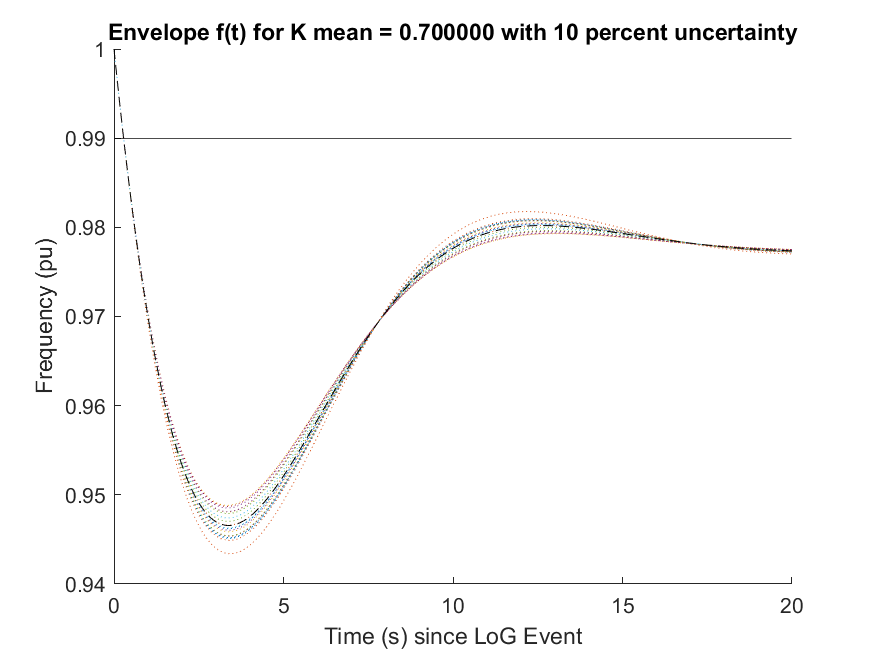 Envelope f(t) for K mean = 0.700000 with 10 percent uncertainty
1
0.99
0.98
0.97
0.96
0.95
0.94
Frequency (pu)
0 5 10 15 20
Time (s) since LoG Event